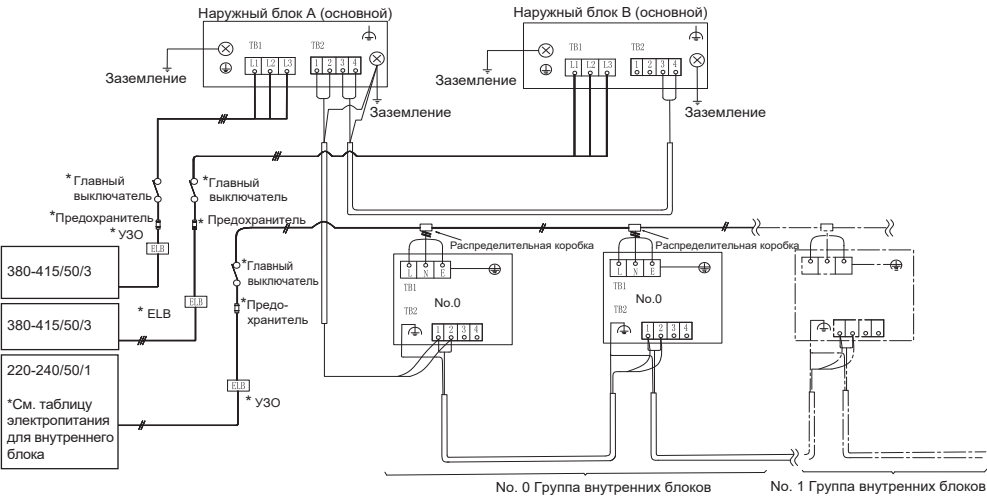 Наружный блок А (основной)
Наружный блок В (основной)
TB1
TB2
L1 L2 L3
1 2 3 4
Заземление
Заземление
TB1
TB2
L1 L2 L3
1 2 3 4
Заземление
Заземление
*Главный
выключатель
*Главный
выключатель
*Предохранитель
* Предохранитель
* УЗО
ELB
380-415/50/3
*Главный
выключатель
*Предо-
хранитель
ELB
* ELB
380-415/50/3
220-240/50/1
*См. таблицу
электропитания
для внутреннего
блока
ELB
* УЗО
Распределительная коробка
L N E
TB1
No.0
TB2
1 2 3 4
Распределительная коробка
L N E
TB1
No.0
TB2
1 2 3 4
No. 0 Группа внутренних блоков
No. 1 Группа внутренних блоков